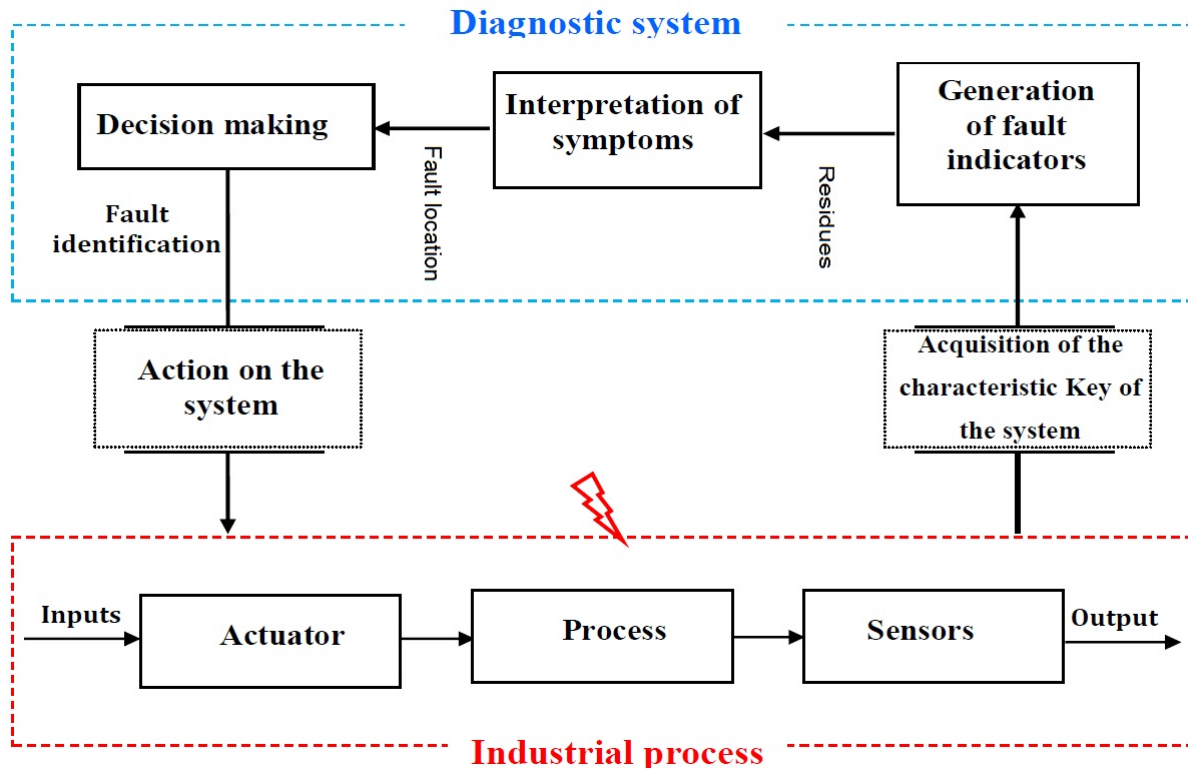 Diagnostic system
Decision making
Interpretation of
symptoms
Generation
of fault
indicators
Fault location
Residues
Fault
identification
Action on the
system
Acquisition of the
characteristic Key of
the system
Inputs
Actuator
Process
Sensors
Output
Industrial process